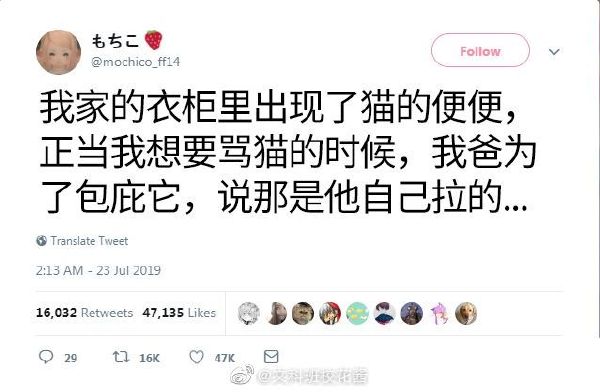 もちこ🍓
@mochico_ff14
Follow
我家的衣柜里出现了猫的便便，
正当我想要骂猫的时候，我爸为
了包庇它，说那是他自己拉的...
Translate Tweet
2:13 AM - 23 Jul 2019
16,032 Retweets 47,135 Likes
29 16K 47K
@文科班校花酱